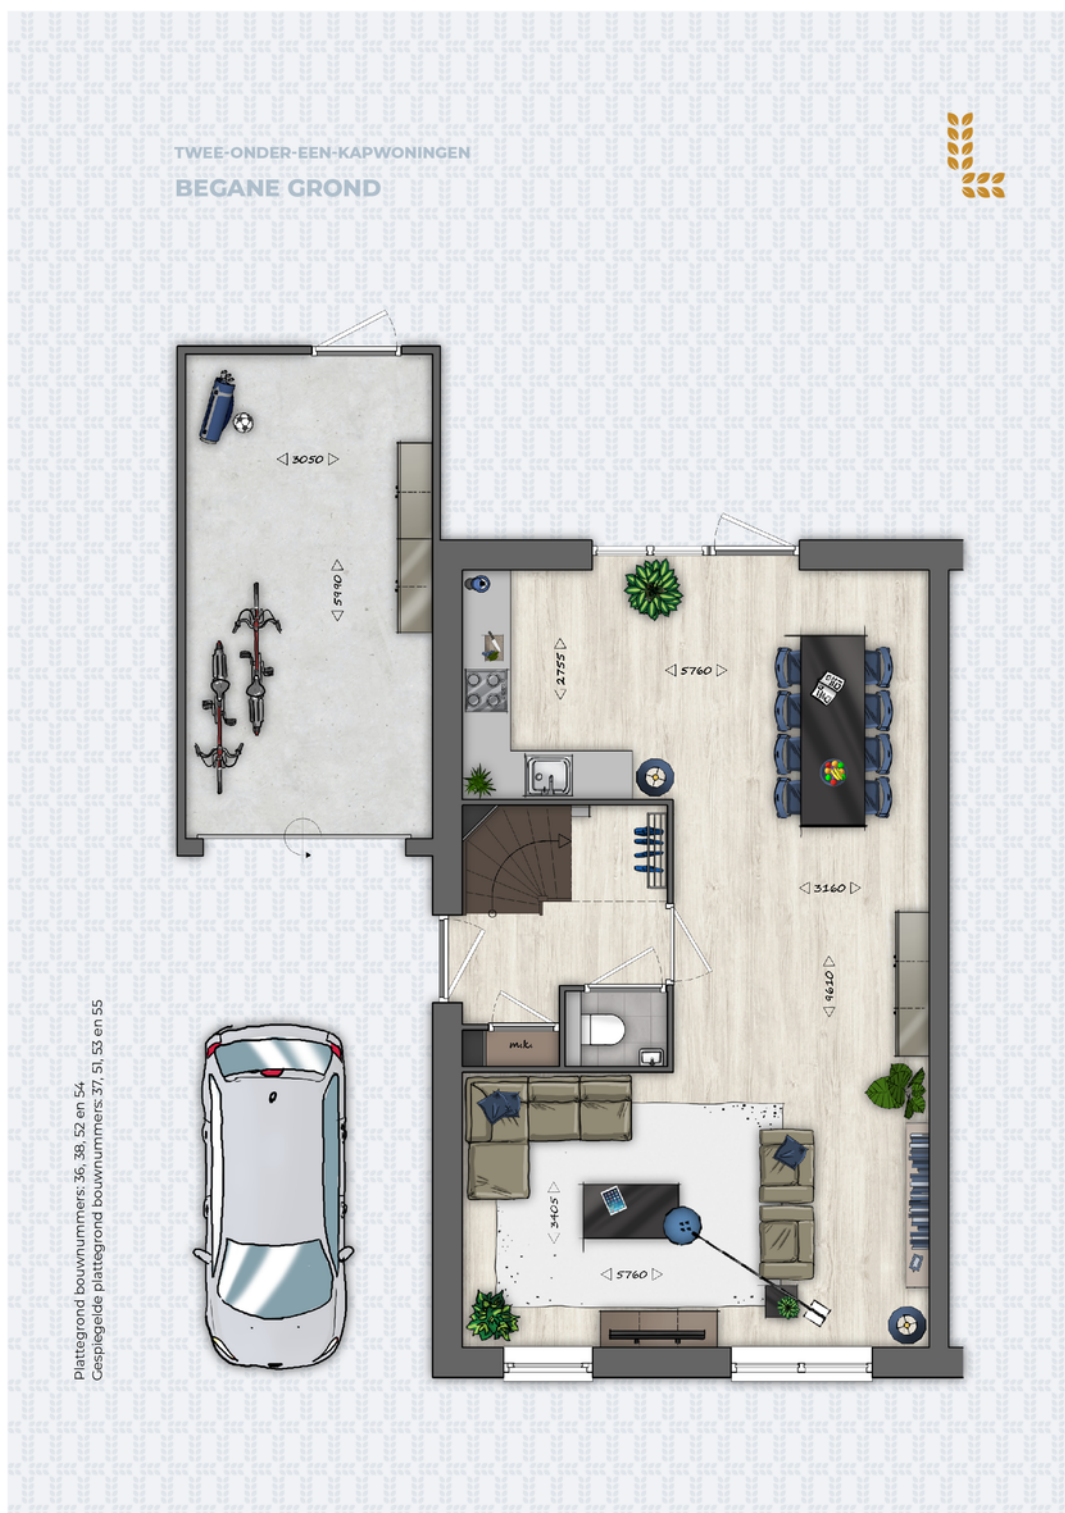 TWEE-ONDER-EEN-KAPWONINGEN
BEGANE GROND
3050
5990
2755
5760
3160
9610
m.k.
3405
5760
Plattegrond bouwnummers: 36, 38, 52 en 54
Gespiegelde plattegrond bouwnummers: 37, 51, 53 en 55